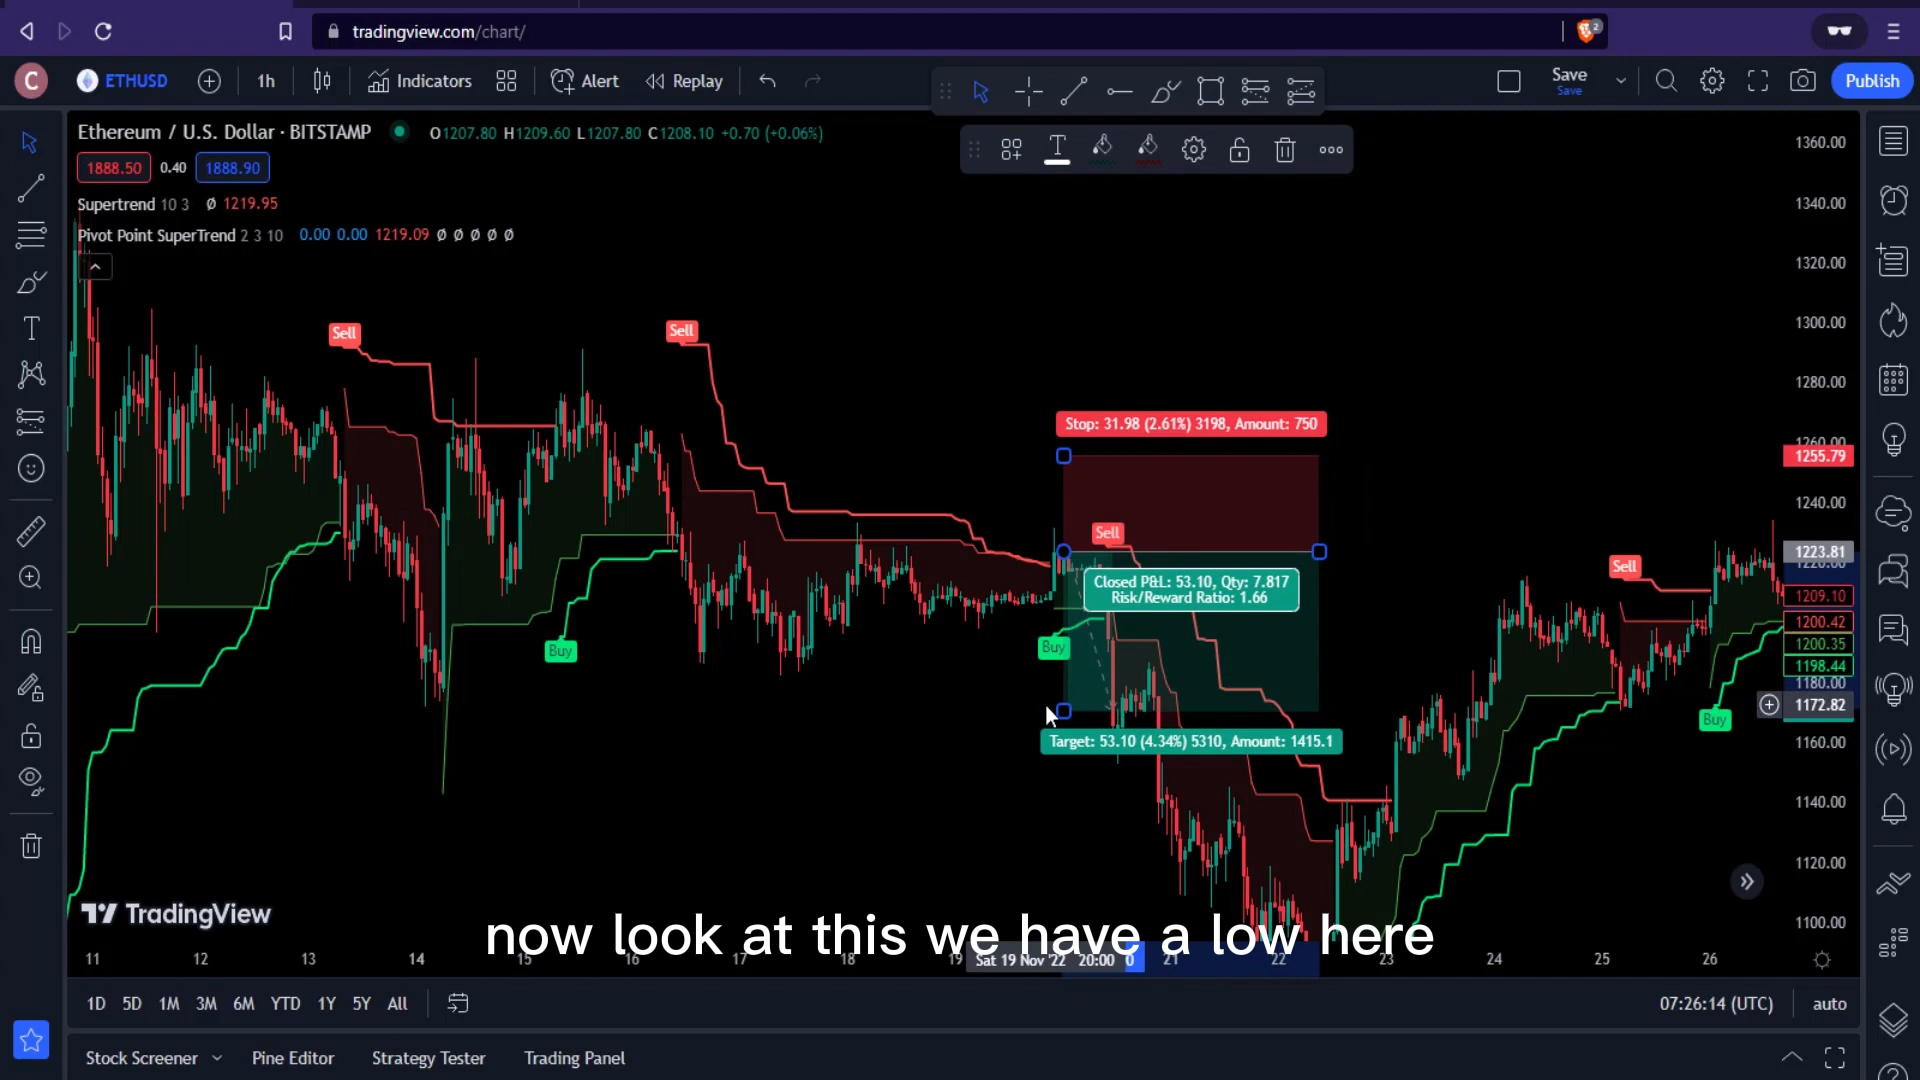 tradingview.com/chart/
2
C
ETHUSD
1h
Indicators
Alert
Replay
Save
Save
Publish
Ethereum / U.S. Dollar · BITSTAMP
O1207.80 H1209.60 L1207.80 C1208.10 +0.70 (+0.06%)
1888.50
0.40
1888.90
Supertrend 10 3 Ø 1219.95
Pivot Point SuperTrend 2 3 10 0.00 0.00 1219.09 Ø Ø Ø Ø Ø
Sell
Sell
Stop: 31.98 (2.61%) 3198, Amount: 750
Sell
Closed P&L: 53.10, Qty: 7.817
Risk/Reward Ratio: 1.66
Sell
Buy
Buy
Buy
Target: 53.10 (4.34%) 5310, Amount: 1415.1
1360.00
1340.00
1320.00
1300.00
1280.00
1260.00
1255.79
1240.00
1223.81
1220.00
1209.10
1200.42
1200.35
1198.44
1180.00
1172.82
1160.00
1140.00
1120.00
1100.00
TradingView
now look at this we have a low here
11
12
13
14
15
16
17
18
19
Sat 19 Nov '22 20:00
0
21
22
23
24
25
26
1D 5D 1M 3M 6M YTD 1Y 5Y All
07:26:14 (UTC)
auto
Stock Screener
Pine Editor
Strategy Tester
Trading Panel